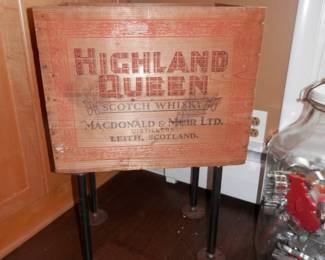 HIGHLAND
QUEEN
SCOTCH WHISKY
MACDONALD & MUIR LTD.
DISTILLERS
LEITH, SCOTLAND.